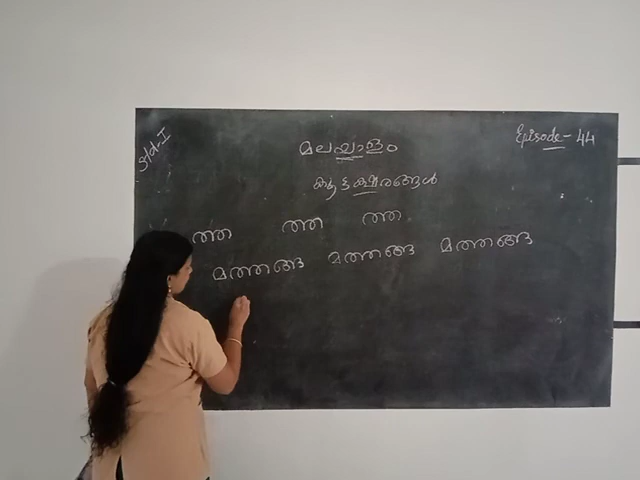 Std-I
Episode-44
മലയാളം
കൂട്ടക്ഷരങ്ങൾ
ത്ത ത്ത ത്ത
മത്തങ്ങ മത്തങ്ങ മത്തങ്ങ